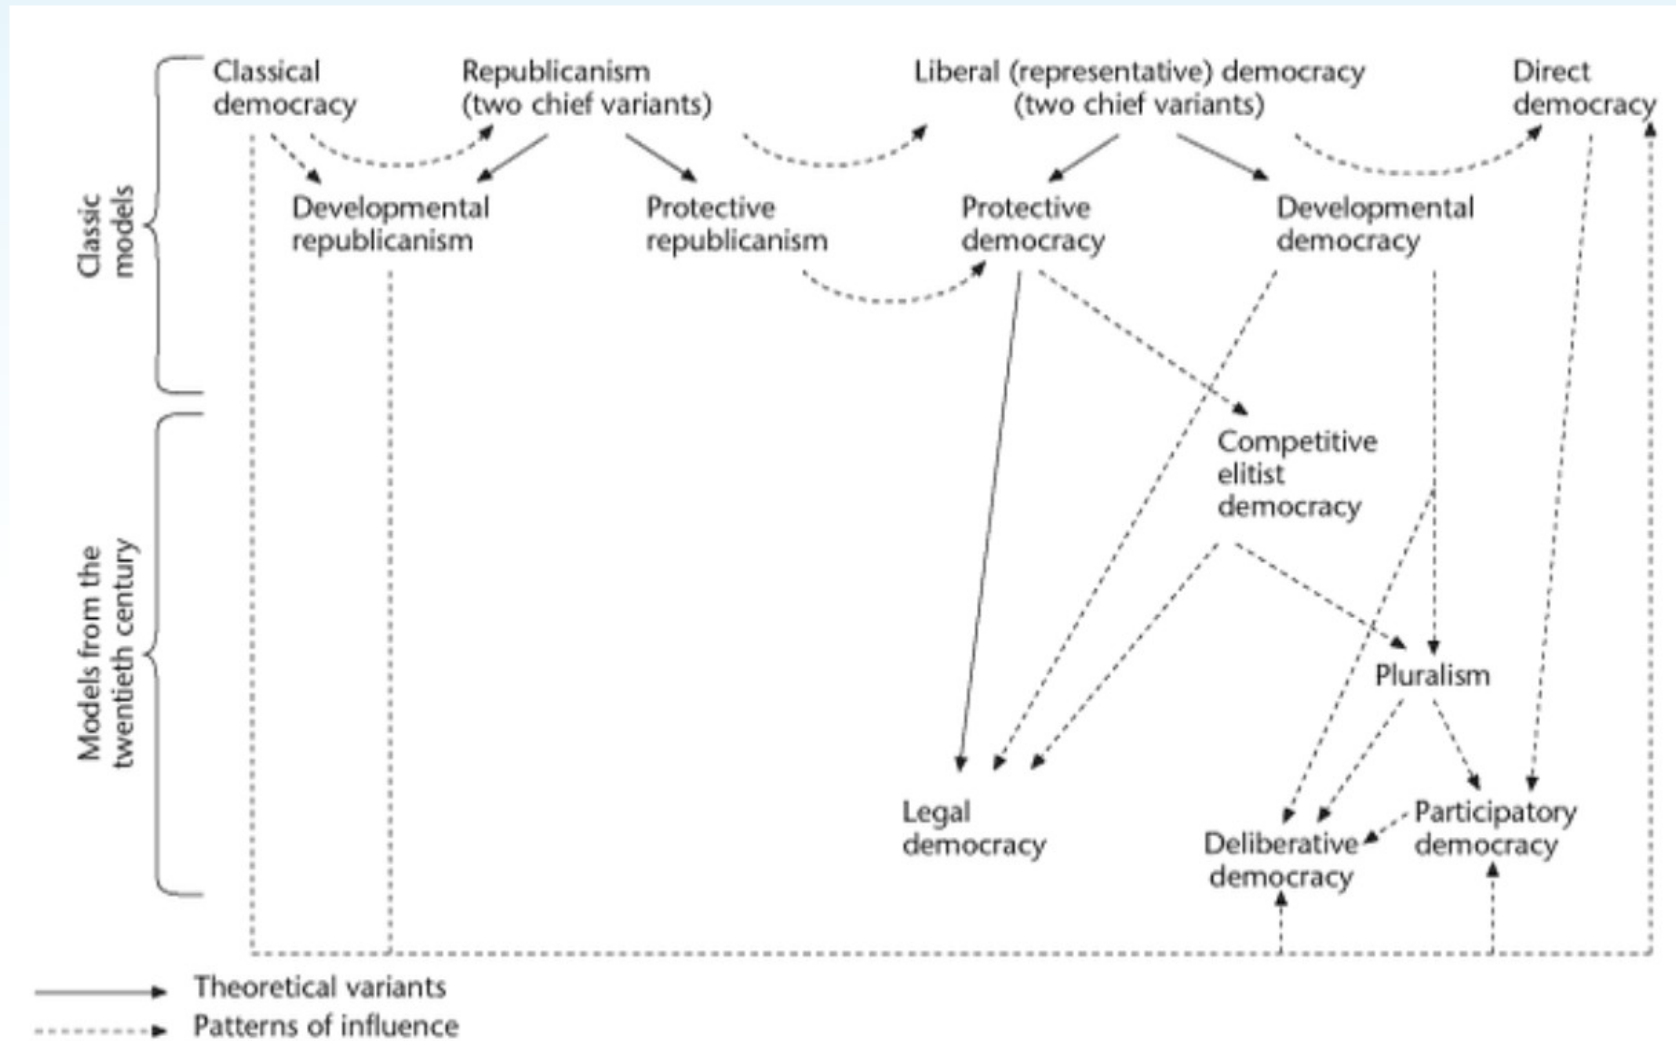 Classical
democracy
Republicanism
(two chief variants)
Liberal (representative) democracy
(two chief variants)
Direct
democracy
Classic
models
Developmental
republicanism
Protective
republicanism
Protective
democracy
Developmental
democracy
Competitive
elitist
democracy
Models from the
twentieth century
Pluralism
Legal
democracy
Deliberative
democracy
Participatory
democracy
Theoretical variants
Patterns of influence